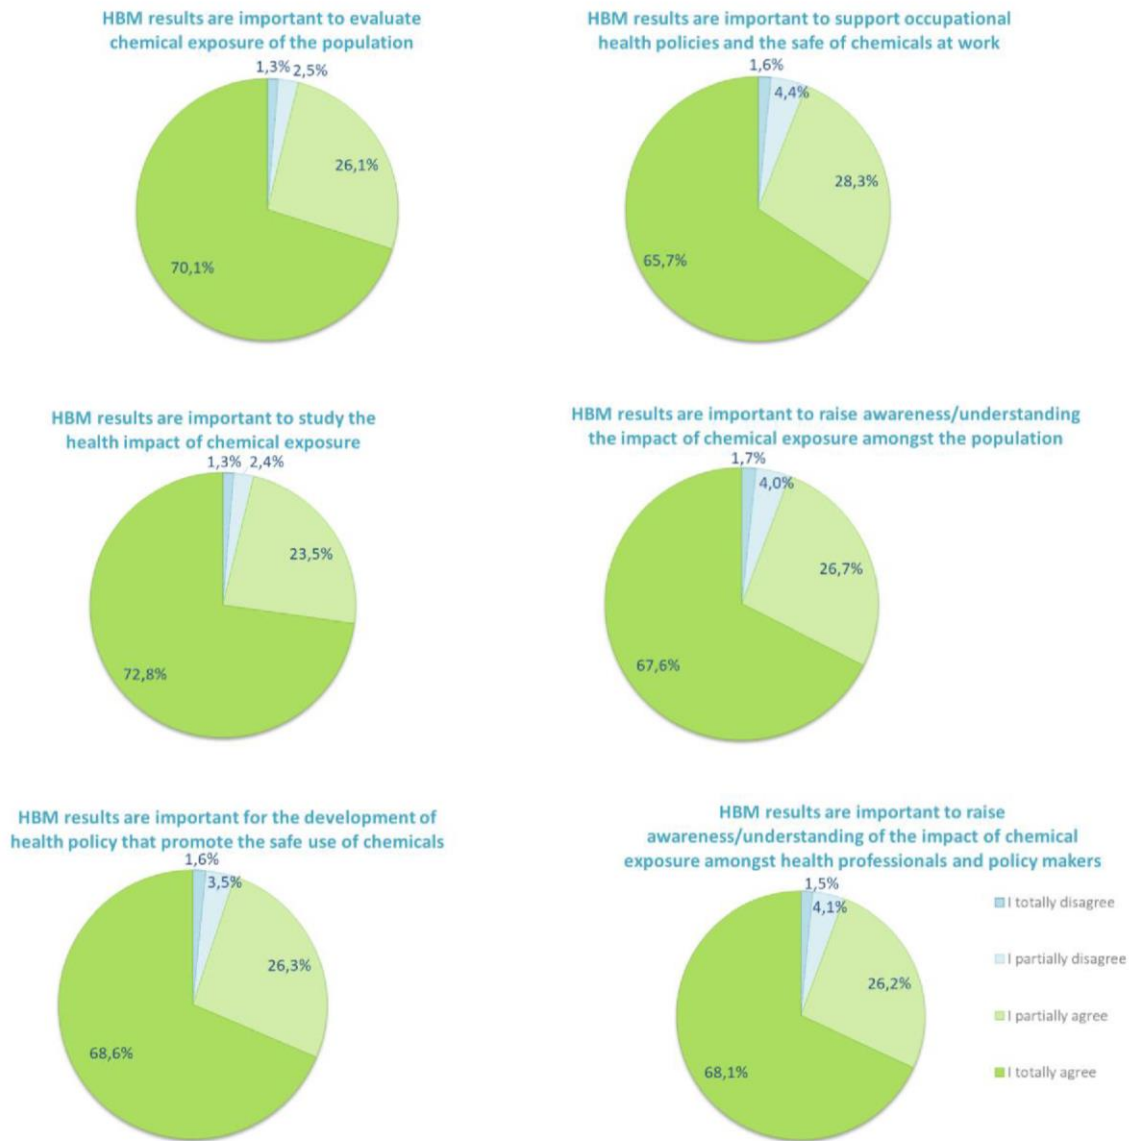 HBM results are important to evaluate
chemical exposure of the population
1,3%
2,5%
26,1%
70,1%
HBM results are important to support occupational
health policies and the safe of chemicals at work
1,6%
4,4%
28,3%
65,7%
HBM results are important to study the
health impact of chemical exposure
1,3%
2,4%
23,5%
72,8%
HBM results are important to raise awareness/understanding
the impact of chemical exposure amongst the population
1,7%
4,0%
26,7%
67,6%
HBM results are important for the development of
health policy that promote the safe use of chemicals
1,6%
3,5%
26,3%
68,6%
HBM results are important to raise
awareness/understanding of the impact of chemical
exposure amongst health professionals and policy makers
1,5%
4,1%
26,2%
68,1%
I totally disagree
I partially disagree
I partially agree
I totally agree